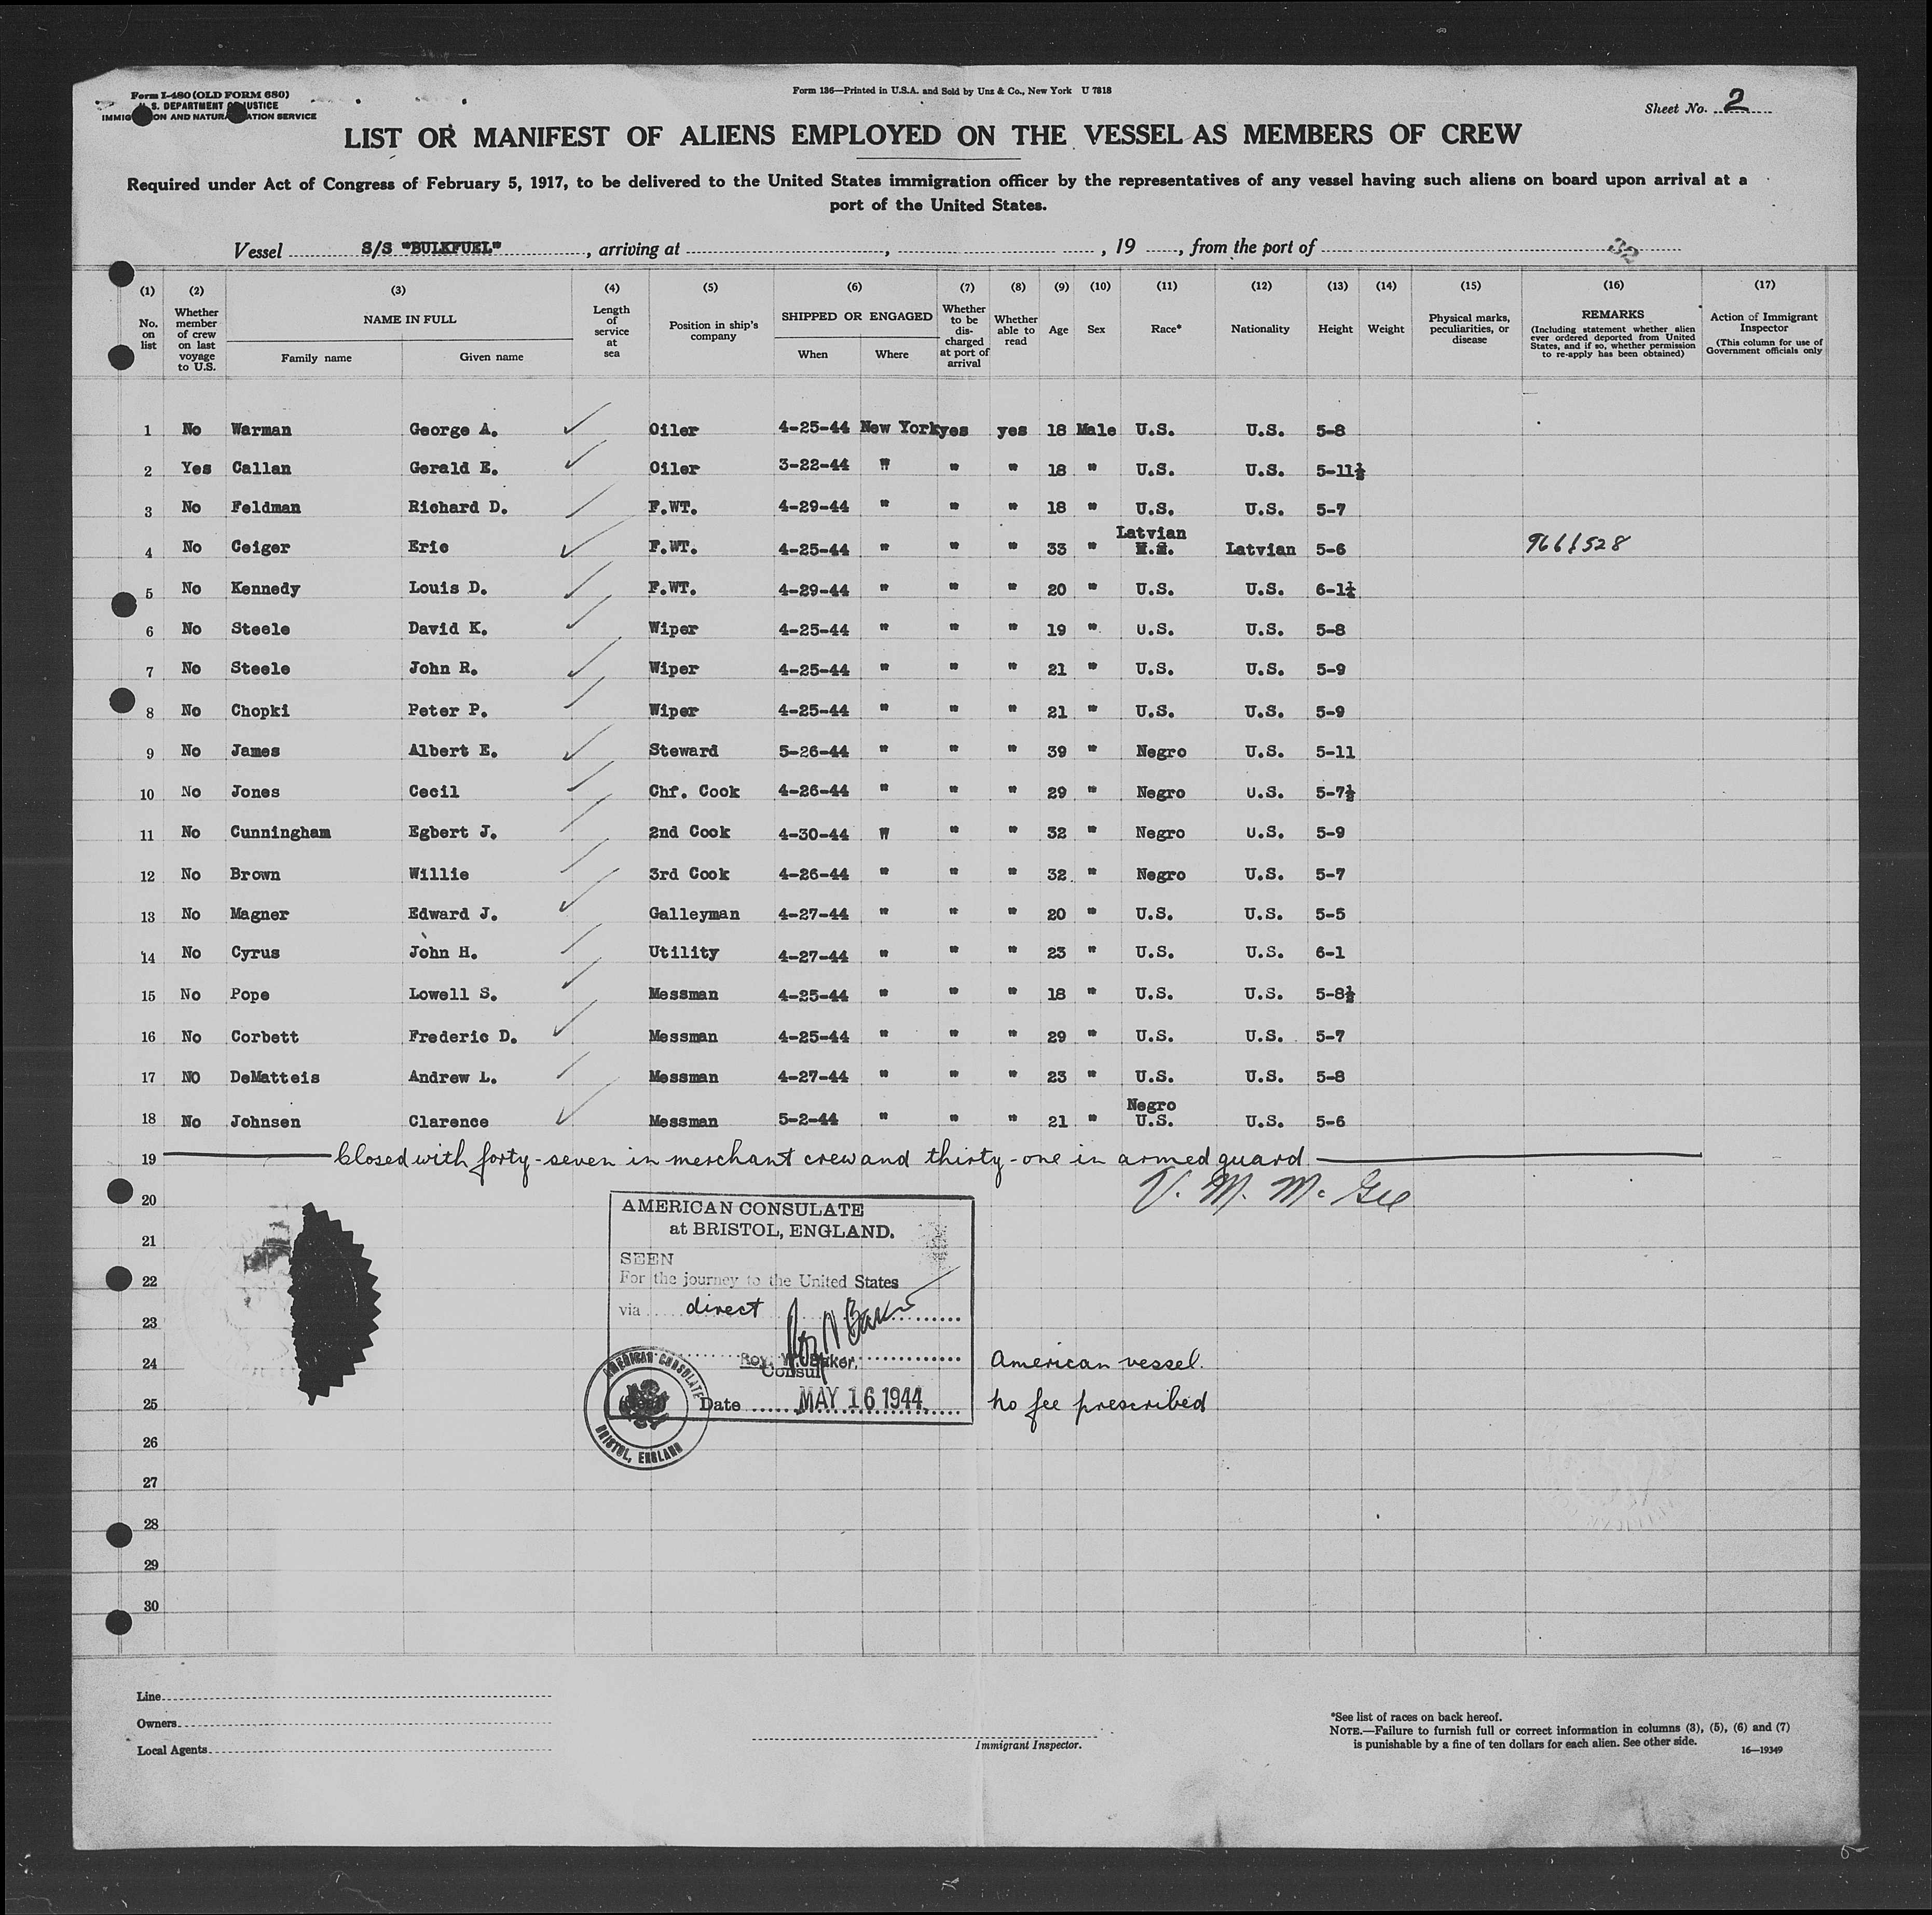 Form I-480 (OLD FORM 680)
U. S. DEPARTMENT OF JUSTICE
IMMIGRATION AND NATURALIZATION SERVICE
Form 136—Printed in U.S.A. and Sold by Unz & Co., New York U 7818
Sheet No. 2
LIST OR MANIFEST OF ALIENS EMPLOYED ON THE VESSEL AS MEMBERS OF CREW
Required under Act of Congress of February 5, 1917, to be delivered to the United States immigration officer by the representatives of any vessel having such aliens on board upon arrival at a
port of the United States.
Vessel S/S "BULKFUEL", arriving at , , 19 , from the port of 32
(1) No. on list
(2) Whether member of crew on last voyage to U.S.
(3) NAME IN FULL
Family name Given name
(4) Length of service at sea
(5) Position in ship's company
(6) SHIPPED OR ENGAGED
When Where
(7) Whether to be discharged at port of arrival
(8) Whether able to read
(9) Age
(10) Sex
(11) Race*
(12) Nationality
(13) Height
(14) Weight
(15) Physical marks, peculiarities, or disease
(16) REMARKS
(Including statement whether alien ever ordered deported from United States, and if so, whether permission to re-apply has been obtained)
(17) Action of Immigrant Inspector
(This column for use of Government officials only
1 No Warman George A. Oiler 4-25-44 New York yes yes 18 Male U.S. U.S. 5-8
2 Yes Callan Gerald E. Oiler 3-22-44 " " " 18 " U.S. U.S. 5-11½
3 No Feldman Richard D. F.WT. 4-29-44 " " " 18 " U.S. U.S. 5-7
4 No Ceiger Eric F.WT. 4-25-44 " " " 33 " Latvian Latvian 5-6 9661528
5 No Kennedy Louis D. F.WT. 4-29-44 " " " 20 " U.S. U.S. 6-1½
6 No Steele David K. Wiper 4-25-44 " " " 19 " U.S. U.S. 5-8
7 No Steele John R. Wiper 4-25-44 " " " 21 " U.S. U.S. 5-9
8 No Chopki Peter P. Wiper 4-25-44 " " " 21 " U.S. U.S. 5-9
9 No James Albert E. Steward 5-26-44 " " " 39 " Negro U.S. 5-11
10 No Jones Cecil Chf. Cook 4-26-44 " " " 29 " Negro U.S. 5-7½
11 No Cunningham Egbert J. 2nd Cook 4-30-44 " " " 32 " Negro U.S. 5-9
12 No Brown Willie 3rd Cook 4-26-44 " " " 32 " Negro U.S. 5-7
13 No Magner Edward J. Galleyman 4-27-44 " " " 20 " U.S. U.S. 5-5
14 No Cyrus John H. Utility 4-27-44 " " " 23 " U.S. U.S. 6-1
15 No Pope Lowell S. Messman 4-25-44 " " " 18 " U.S. U.S. 5-8½
16 No Corbett Frederic D. Messman 4-25-44 " " " 29 " U.S. U.S. 5-7
17 NO DeMatteis Andrew L. Messman 4-27-44 " " " 23 " U.S. U.S. 5-8
18 No Johnsen Clarence Messman 5-2-44 " " " 21 " Negro U.S. U.S. 5-6
19 Closed with forty-seven in merchant crew and thirty-one in armed guard
V. M. McGee
20
21
22
23
24
25
26
27
28
29
30
AMERICAN CONSULATE
at BRISTOL, ENGLAND.
SEEN
For the journey to the United States
via direct
Roy W. Baker
Roy W. Baker,
Consul
Date MAY 16 1944
AMERICAN CONSULATE
BRISTOL, ENGLAND
American vessel.
no fee prescribed
Line
Owners
Local Agents
Immigrant Inspector.
*See list of races on back hereof.
NOTE.—Failure to furnish full or correct information in columns (3), (5), (6) and (7)
is punishable by a fine of ten dollars for each alien. See other side.
16—19349